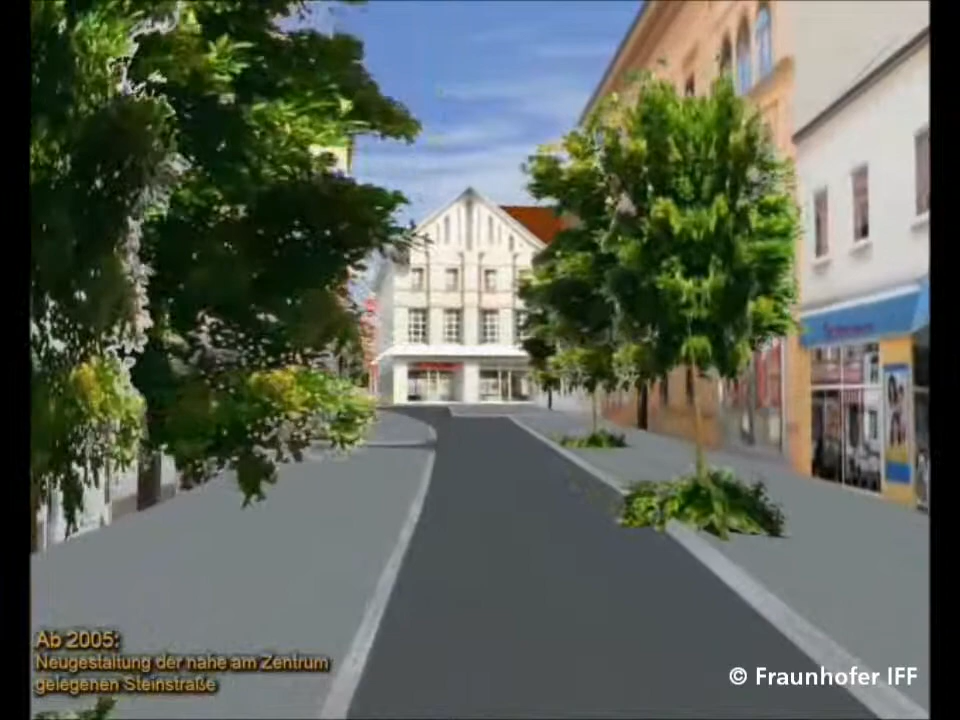 Ab 2005:
Neugestaltung der nahe am Zentrum
gelegenen Steinstraße
© Fraunhofer IFF